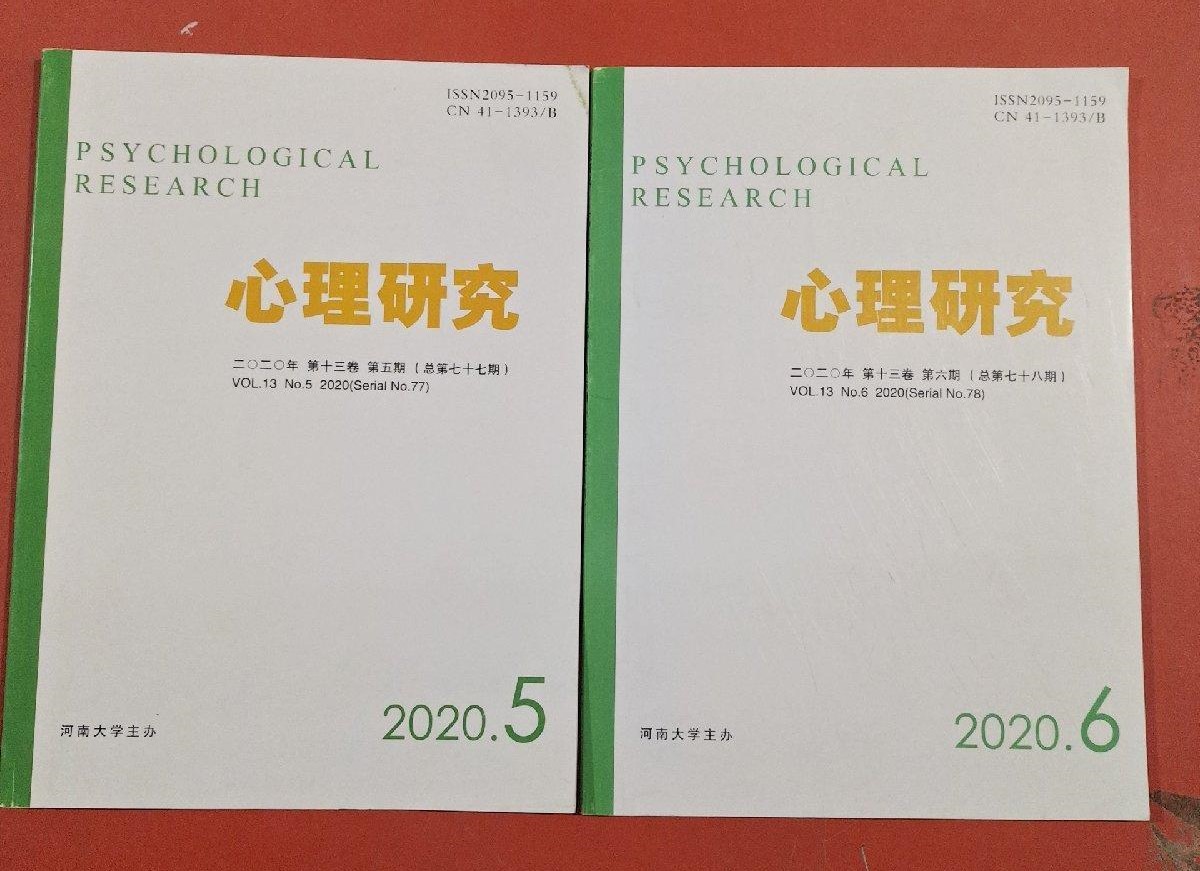 ISSN2095-1159
CN 41-1393/B
PSYCHOLOGICAL
RESEARCH
心理研究
二〇二〇年 第十三卷 第五期 (总第七十七期)
VOL.13 No.5 2020(Serial No.77)
河南大学主办
2020.5
ISSN2095-1159
CN 41-1393/B
PSYCHOLOGICAL
RESEARCH
心理研究
二〇二〇年 第十三卷 第六期 (总第七十八期)
VOL.13 No.6 2020(Serial No.78)
河南大学主办
2020.6